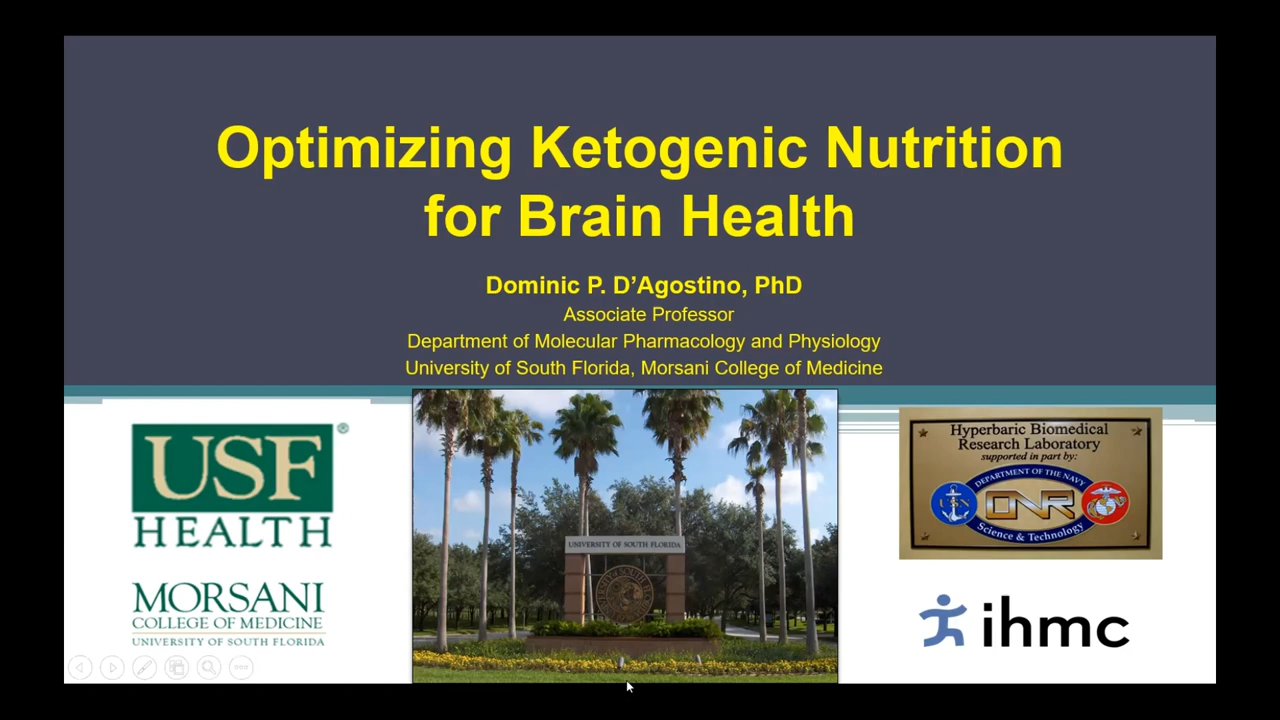 Optimizing Ketogenic Nutrition
for Brain Health
Dominic P. D’Agostino, PhD
Associate Professor
Department of Molecular Pharmacology and Physiology
University of South Florida, Morsani College of Medicine
USF®
HEALTH
MORSANI
COLLEGE OF MEDICINE
UNIVERSITY OF SOUTH FLORIDA
UNIVERSITY OF SOUTH FLORIDA
Hyperbaric Biomedical
Research Laboratory
supported in part by:
DEPARTMENT OF THE NAVY
USN
ONR
Science & Technology
ihmc